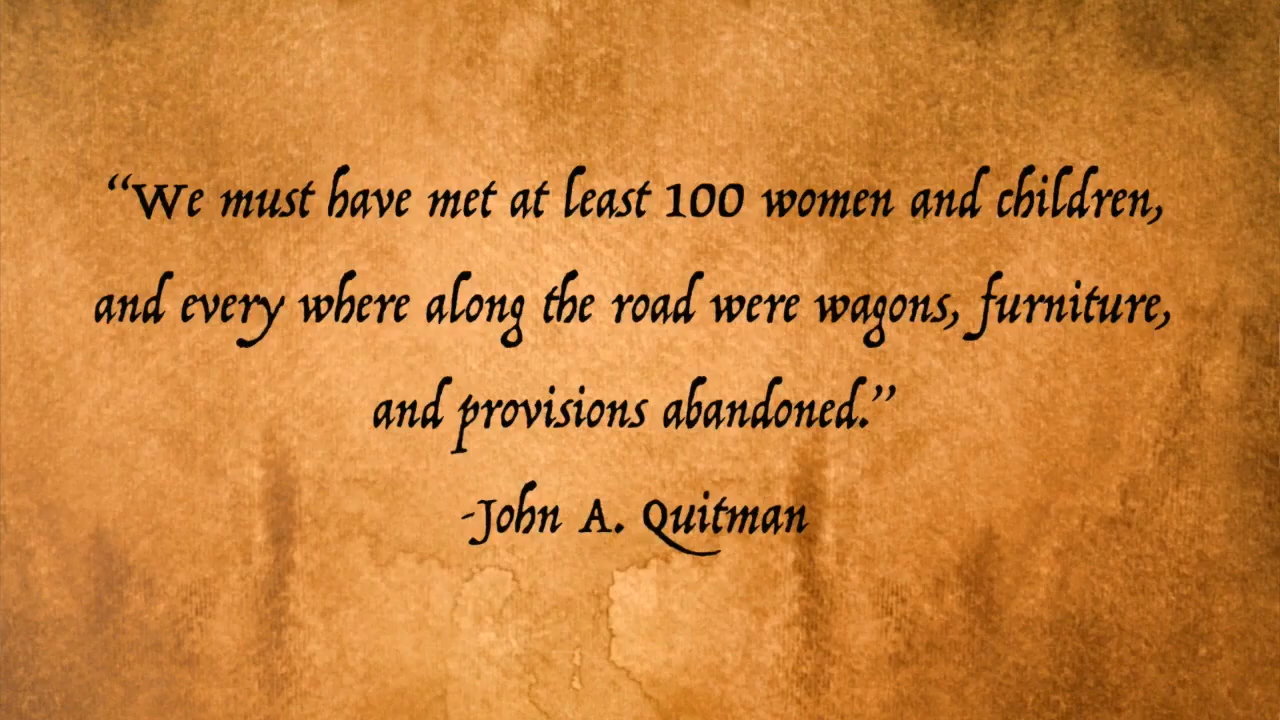 “We must have met at least 100 women and children,
and every where along the road were wagons, furniture,
and provisions abandoned.”
-John A. Quitman